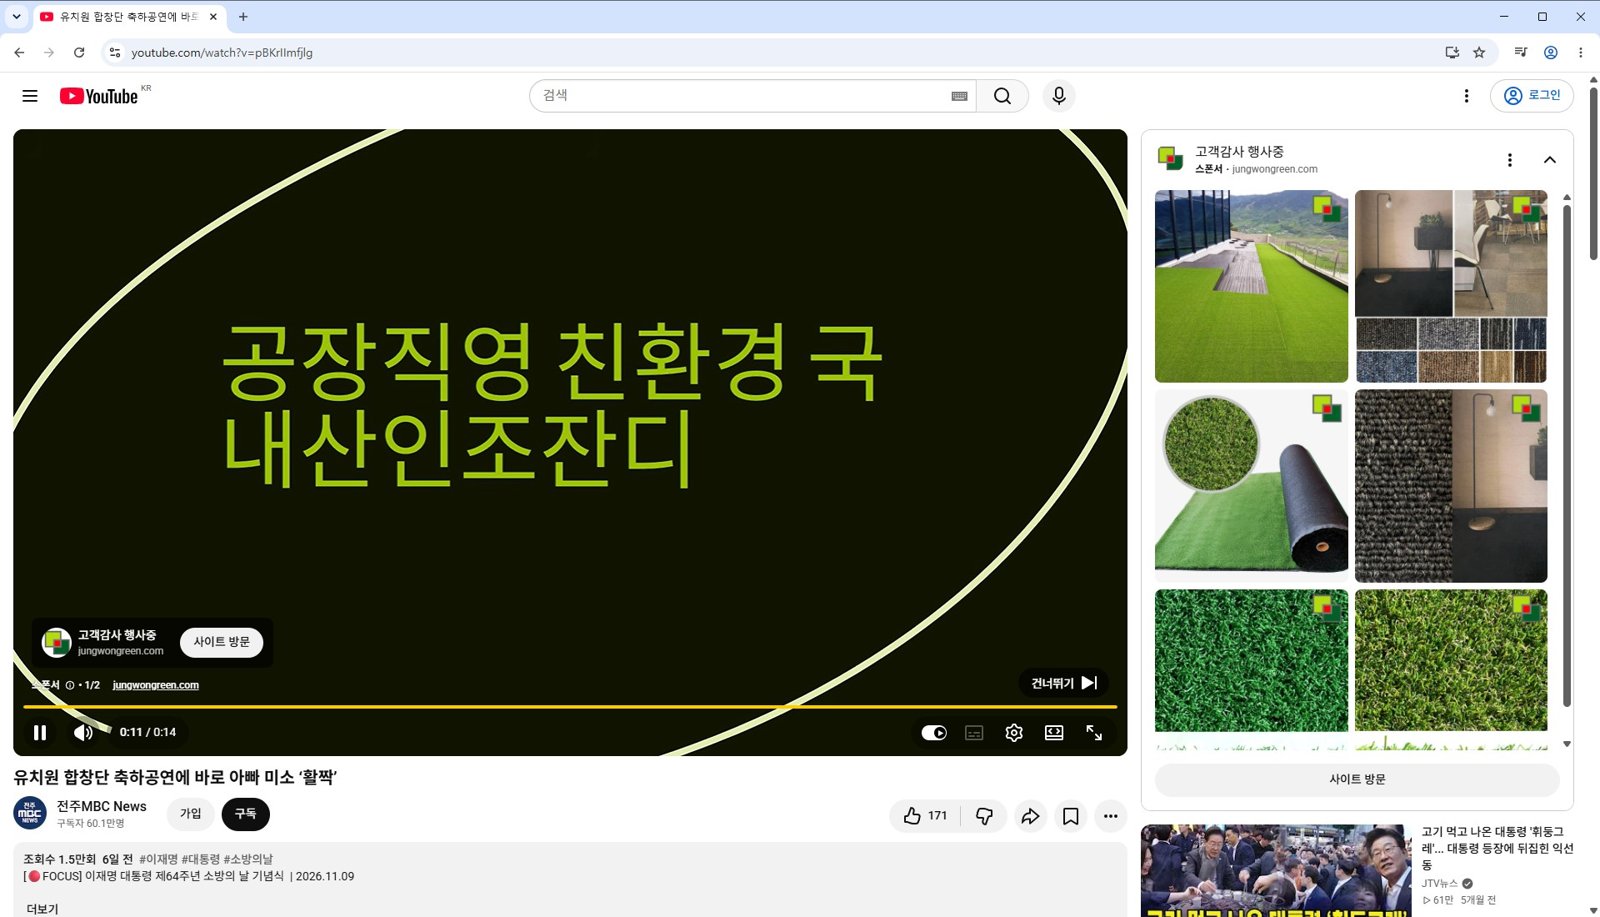 유치원 합창단 축하공연에 바로
youtube.com/watch?v=pBKrIImfjlg
YouTube KR
검색
로그인
공장직영 친환경 국
내산인조잔디
고객감사 행사중
jungwongreen.com
사이트 방문
스폰서 • 1/2 jungwongreen.com
건너뛰기
0:11 / 0:14
유치원 합창단 축하공연에 바로 아빠 미소 ‘활짝’
전주 MBC NEWS
전주MBC News
구독자 60.1만명
가입
구독
171
조회수 1.5만회 6일 전 #이재명 #대통령 #소방의날
[🔴FOCUS] 이재명 대통령 제64주년 소방의 날 기념식 | 2026.11.09
더보기
고객감사 행사중
스폰서 · jungwongreen.com
사이트 방문
고기 먹고 나온 대통령 '휘둥그
레'... 대통령 등장에 뒤집힌 익선
동
JTV뉴스
▷ 61만 5개월 전